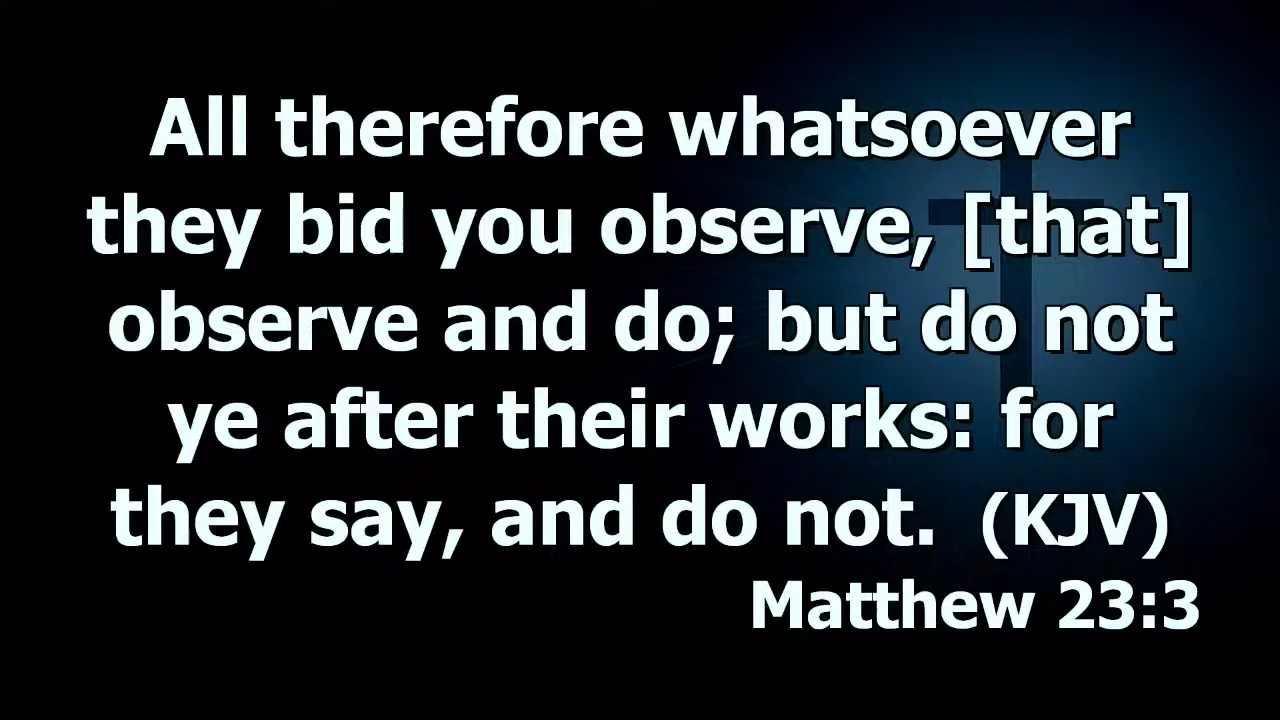 All therefore whatsoever
they bid you observe, [that]
observe and do; but do not
ye after their works: for
they say, and do not. (KJV)
Matthew 23:3